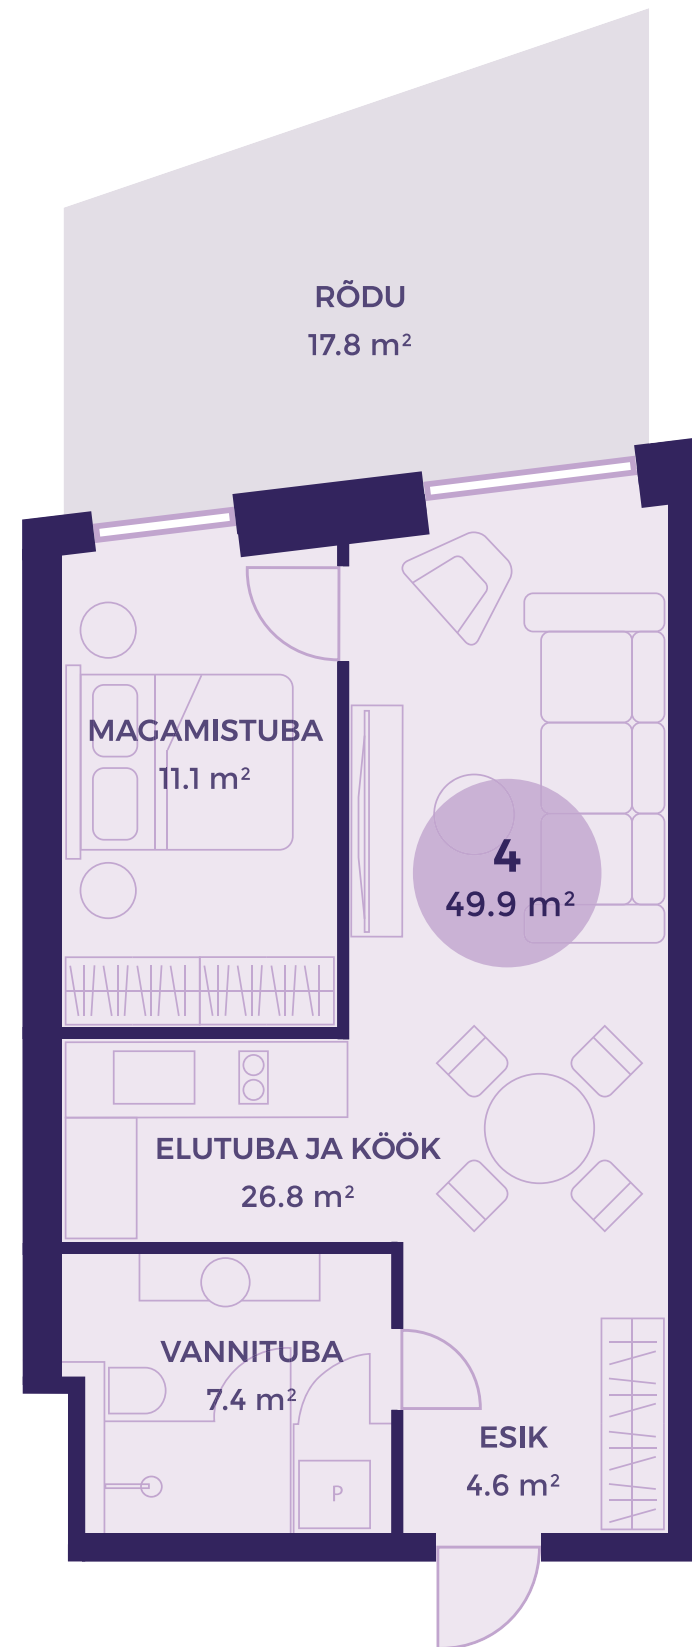 RÕDU
17.8 m²
MAGAMISTUBA
11.1 m²
4
49.9 m²
ELUTUBA JA KÖÖK
26.8 m²
VANNITUBA
7.4 m²
ESIK
4.6 m²
P